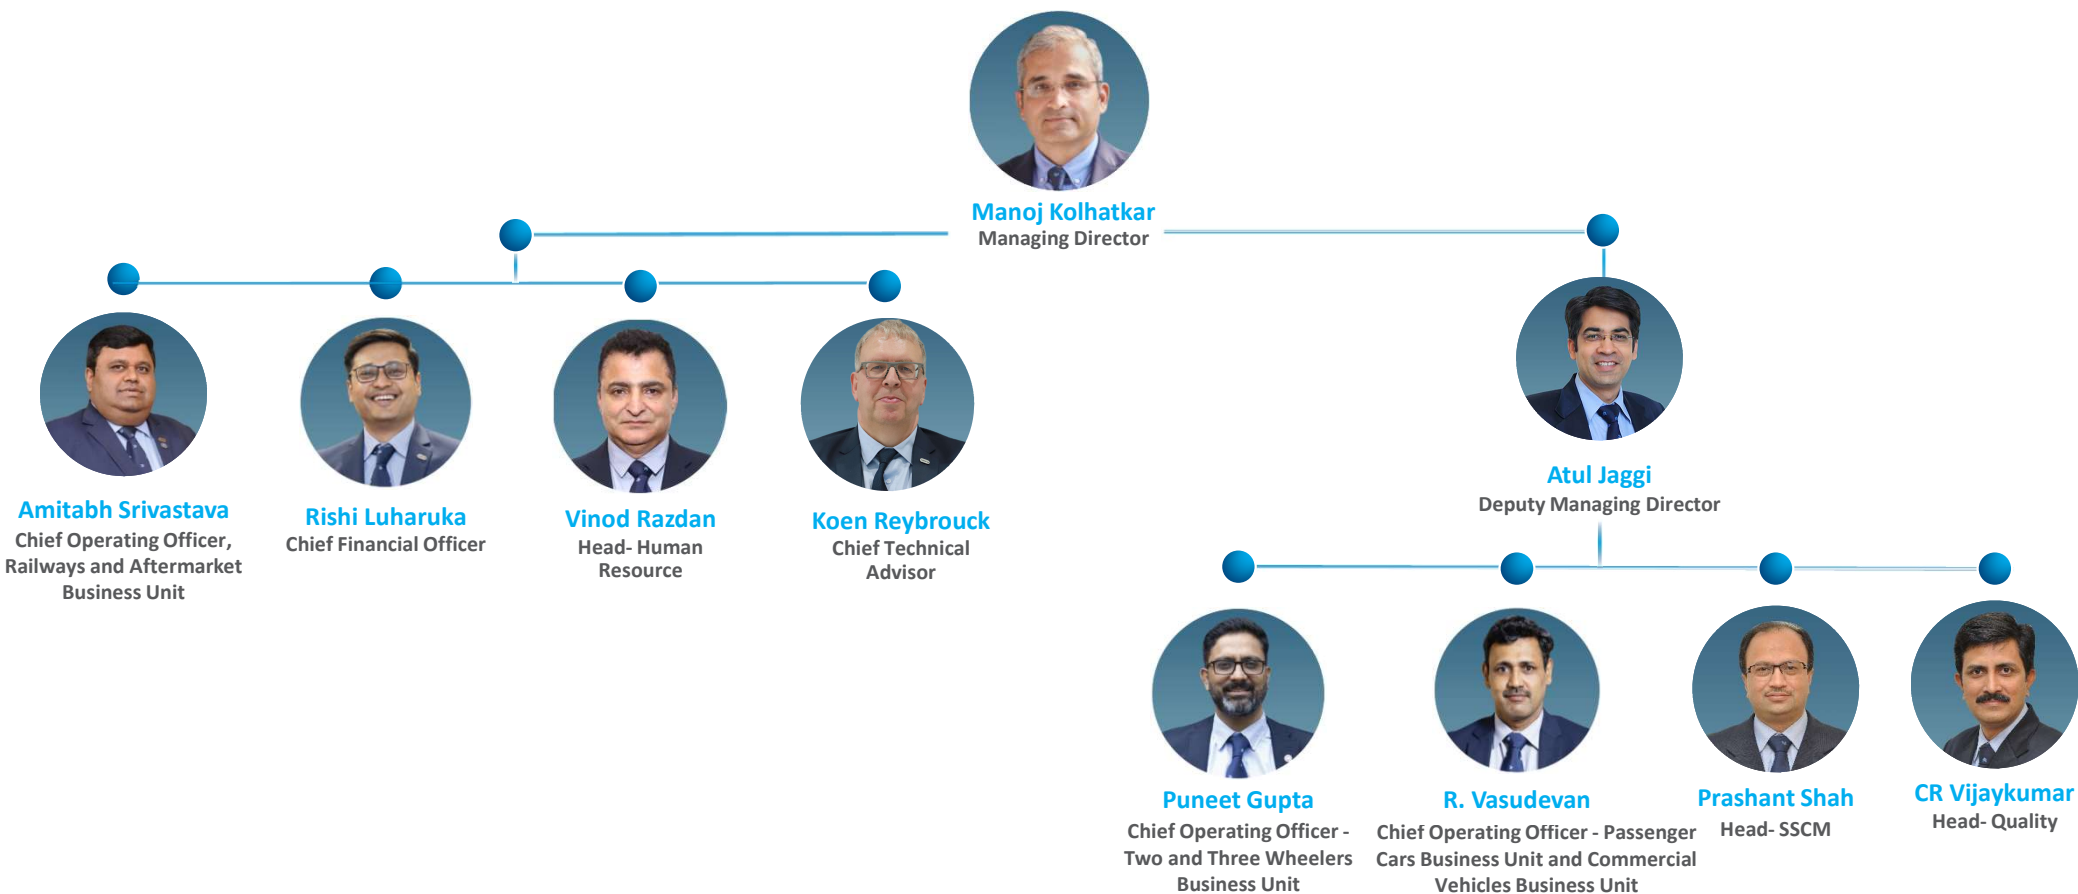 Manoj Kolhatkar
Managing Director
Amitabh Srivastava
Chief Operating Officer,
Railways and Aftermarket
Business Unit
Rishi Luharuka
Chief Financial Officer
Vinod Razdan
Head- Human
Resource
Koen Reybrouck
Chief Technical
Advisor
Atul Jaggi
Deputy Managing Director
Puneet Gupta
Chief Operating Officer -
Two and Three Wheelers
Business Unit
R. Vasudevan
Chief Operating Officer - Passenger
Cars Business Unit and Commercial
Vehicles Business Unit
Prashant Shah
Head- SSCM
CR Vijaykumar
Head- Quality